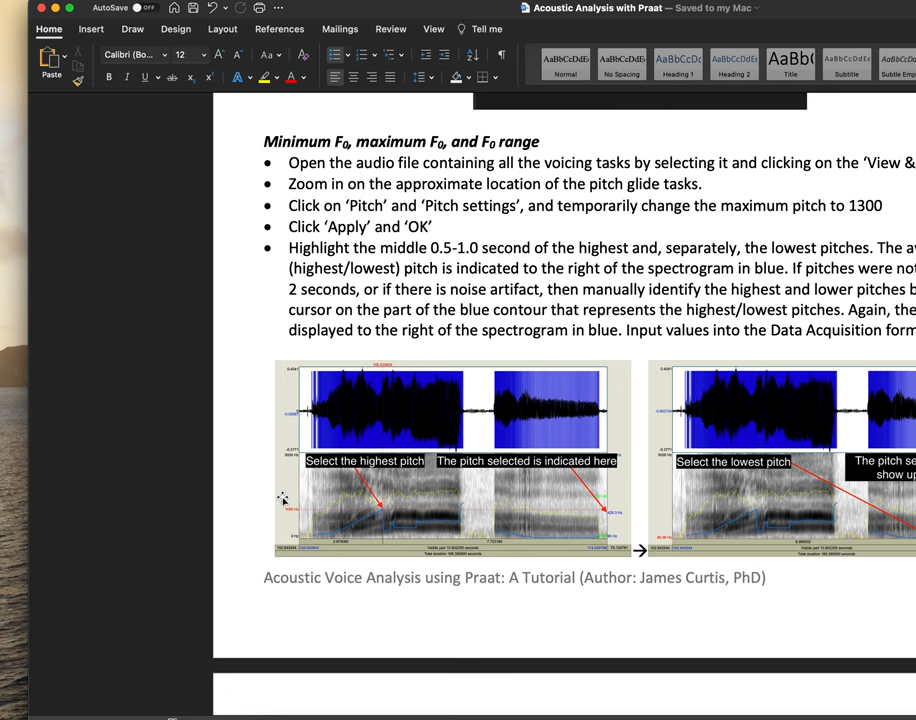 AutoSave OFF
Acoustic Analysis with Praat — Saved to my Mac
Home Insert Draw Design Layout References Mailings Review View Tell me
Paste
Calibri (Bo... 12
AaBbCcDdEe AaBbCcDdEe AaBbCcDc AaBbCcDdEe AaBb( AaBbCcDdEe AaBbCcDdEe
Normal No Spacing Heading 1 Heading 2 Title Subtitle Subtle Emp
Minimum F₀, maximum F₀, and F₀ range
• Open the audio file containing all the voicing tasks by selecting it and clicking on the ‘View &
• Zoom in on the approximate location of the pitch glide tasks.
• Click on ‘Pitch’ and ‘Pitch settings’, and temporarily change the maximum pitch to 1300
• Click ‘Apply’ and ‘OK’
• Highlight the middle 0.5-1.0 second of the highest and, separately, the lowest pitches. The av
(highest/lowest) pitch is indicated to the right of the spectrogram in blue. If pitches were not
2 seconds, or if there is noise artifact, then manually identify the highest and lower pitches b
cursor on the part of the blue contour that represents the highest/lowest pitches. Again, the
displayed to the right of the spectrogram in blue. Input values into the Data Acquisition form
Select the highest pitch
The pitch selected is indicated here
Select the lowest pitch
The pitch se
show up
→
Acoustic Voice Analysis using Praat: A Tutorial (Author: James Curtis, PhD)